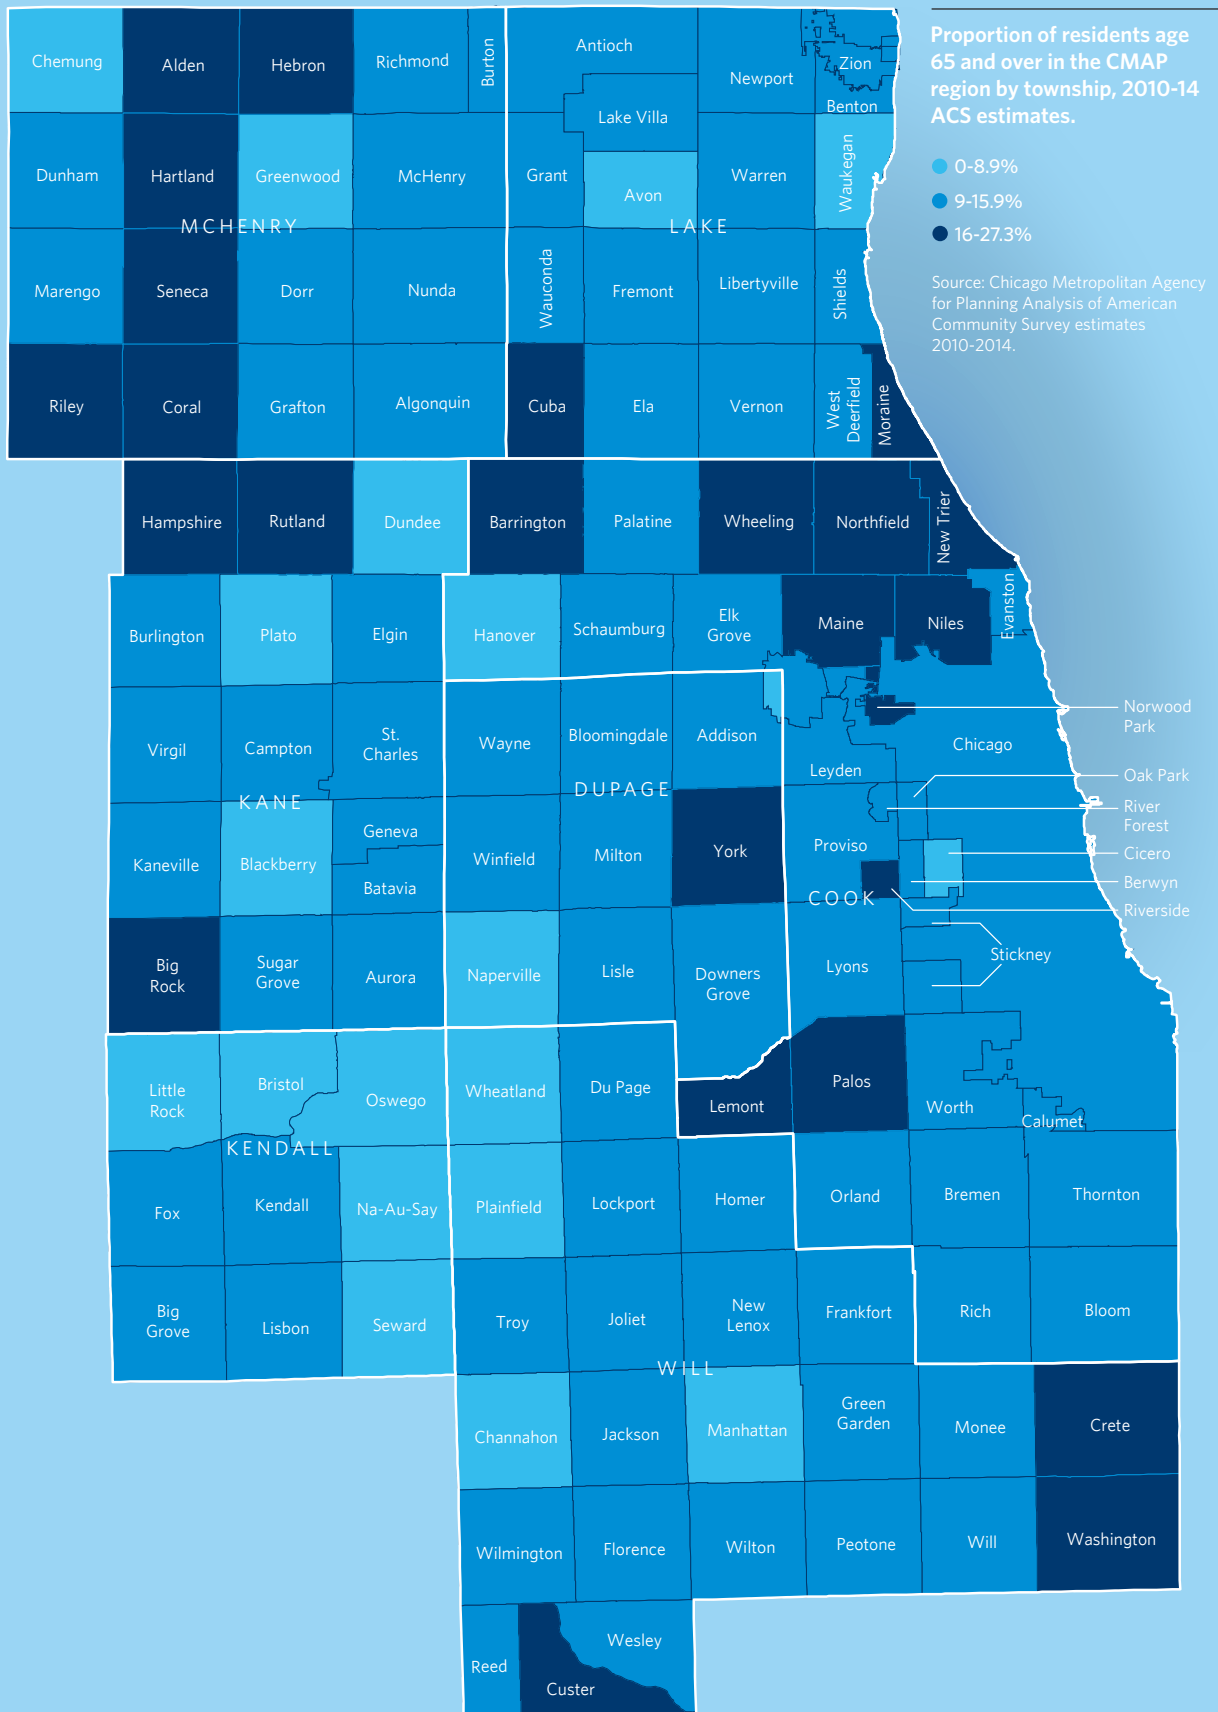 Proportion of residents age
65 and over in the CMAP
region by township, 2010-14
ACS estimates.
0-8.9%
9-15.9%
16-27.3%
Source: Chicago Metropolitan Agency
for Planning Analysis of American
Community Survey estimates
2010-2014.
Chemung
Alden
Hebron
Richmond
Burton
Antioch
Lake Villa
Newport
Zion
Benton
Dunham
Hartland
Greenwood
McHenry
Grant
Avon
Warren
Waukegan
MCHENRY
LAKE
Marengo
Seneca
Dorr
Nunda
Wauconda
Fremont
Libertyville
Shields
Riley
Coral
Grafton
Algonquin
Cuba
Ela
Vernon
West
Deerfield
Moraine
Hampshire
Rutland
Dundee
Barrington
Palatine
Wheeling
Northfield
New Trier
Burlington
Plato
Elgin
Hanover
Schaumburg
Elk
Grove
Maine
Niles
Evanston
Norwood
Park
Virgil
Campton
St.
Charles
Wayne
Bloomingdale
Addison
Leyden
Chicago
Oak Park
KANE
DUPAGE
River
Forest
Kaneville
Blackberry
Geneva
Batavia
Winfield
Milton
York
Proviso
Cicero
Berwyn
COOK
Riverside
Big
Rock
Sugar
Grove
Aurora
Naperville
Lisle
Downers
Grove
Lyons
Stickney
Little
Rock
Bristol
Oswego
Wheatland
Du Page
Lemont
Palos
Worth
Calumet
KENDALL
Fox
Kendall
Na-Au-Say
Plainfield
Lockport
Homer
Orland
Bremen
Thornton
Big
Grove
Lisbon
Seward
Troy
Joliet
New
Lenox
Frankfort
Rich
Bloom
WILL
Channahon
Jackson
Manhattan
Green
Garden
Monee
Crete
Wilmington
Florence
Wilton
Peotone
Will
Washington
Reed
Custer
Wesley